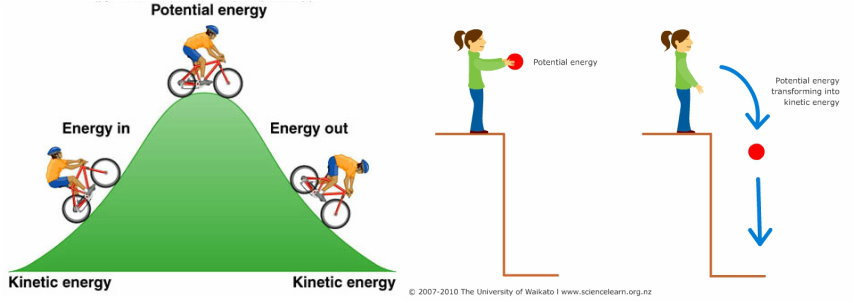 Potential energy
Energy in
Energy out
Kinetic energy
Kinetic energy
Potential energy
Potential energy
transforming into
kinetic energy
© 2007-2010 The University of Waikato I www.sciencelearn.org.nz